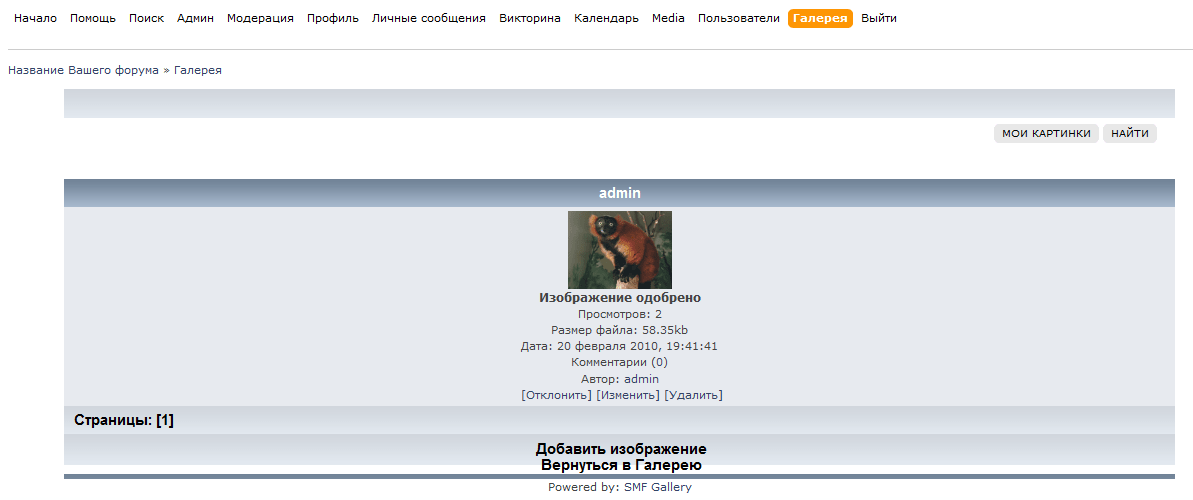 Начало Помощь Поиск Админ Модерация Профиль Личные сообщения Викторина Календарь Media Пользователи Галерея Выйти
Название Вашего форума » Галерея
МОИ КАРТИНКИ НАЙТИ
admin
Изображение одобрено
Просмотров: 2
Размер файла: 58.35kb
Дата: 20 февраля 2010, 19:41:41
Комментарии (0)
Автор: admin
[Отклонить] [Изменить] [Удалить]
Страницы: [1]
Добавить изображение
Вернуться в Галерею
Powered by: SMF Gallery